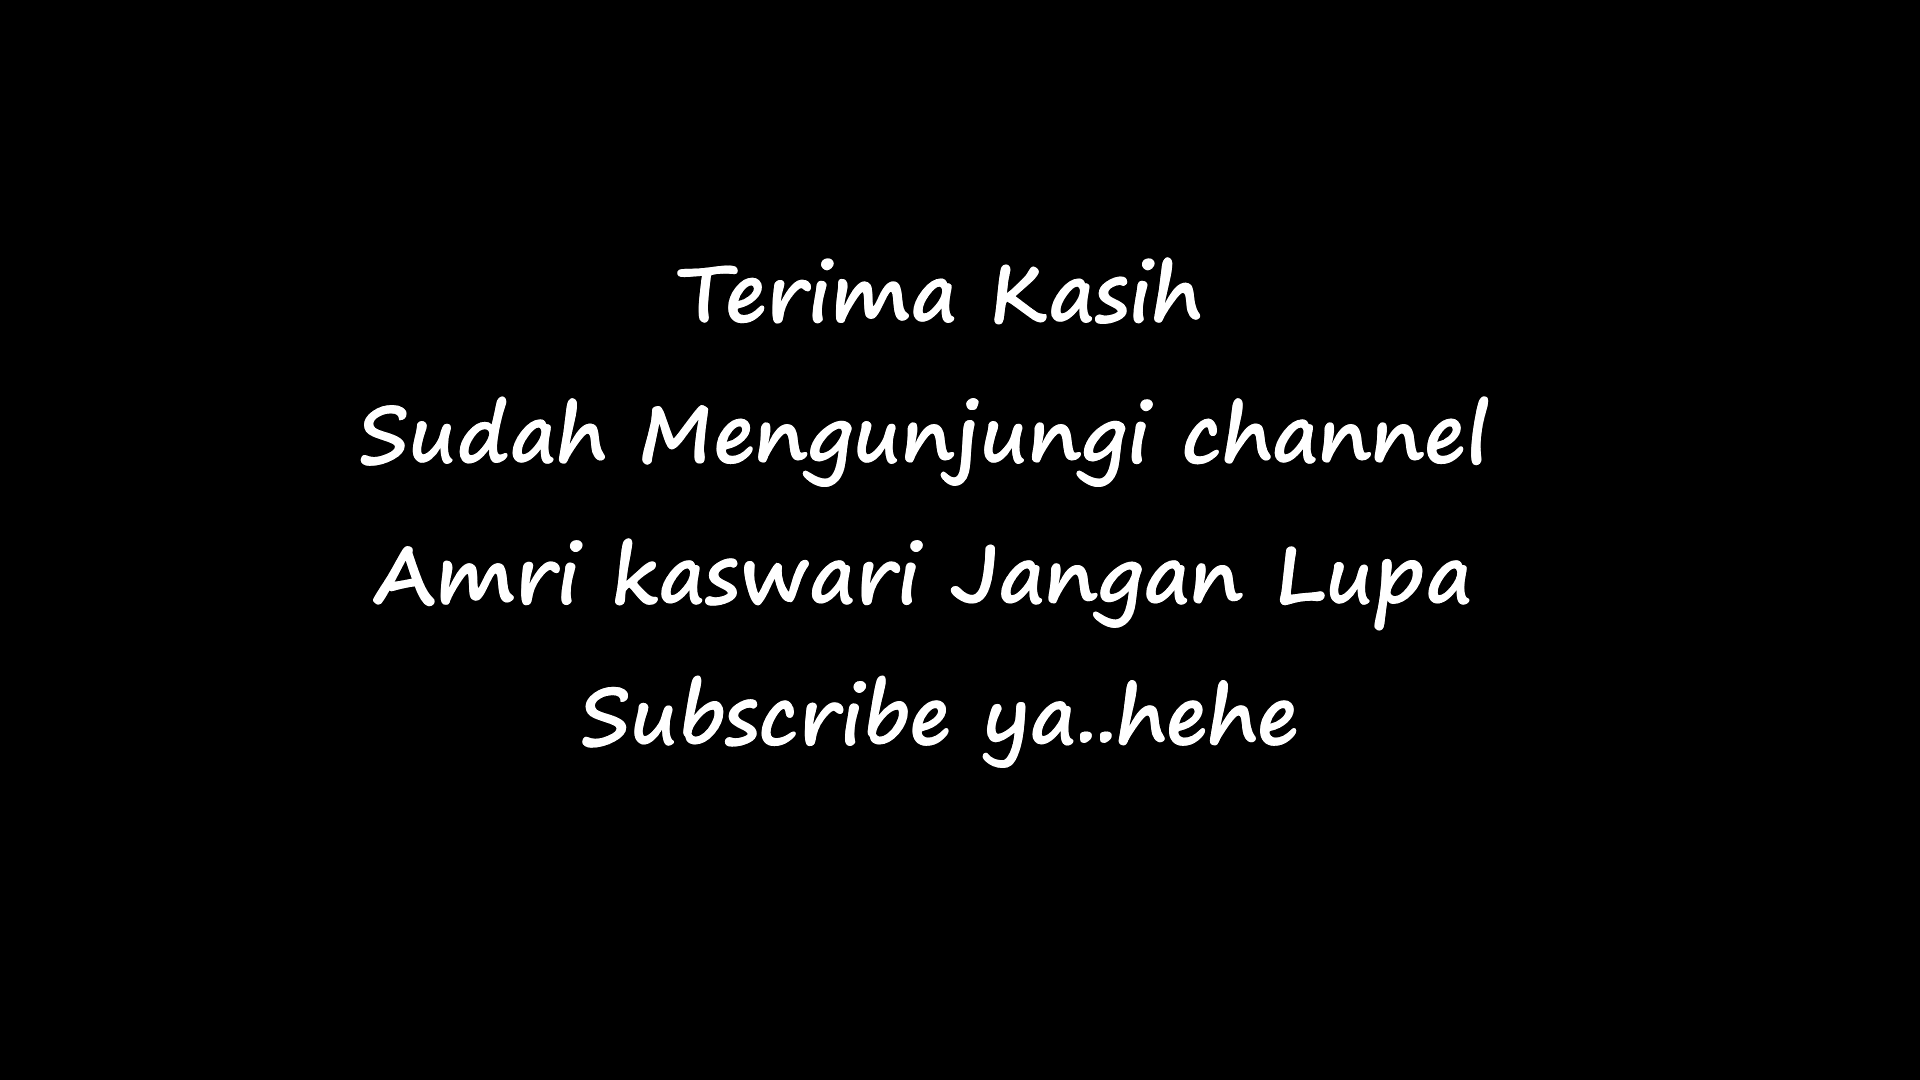 Terima Kasih
Sudah Mengunjungi channel
Amri kaswari Jangan Lupa
Subscribe ya..hehe